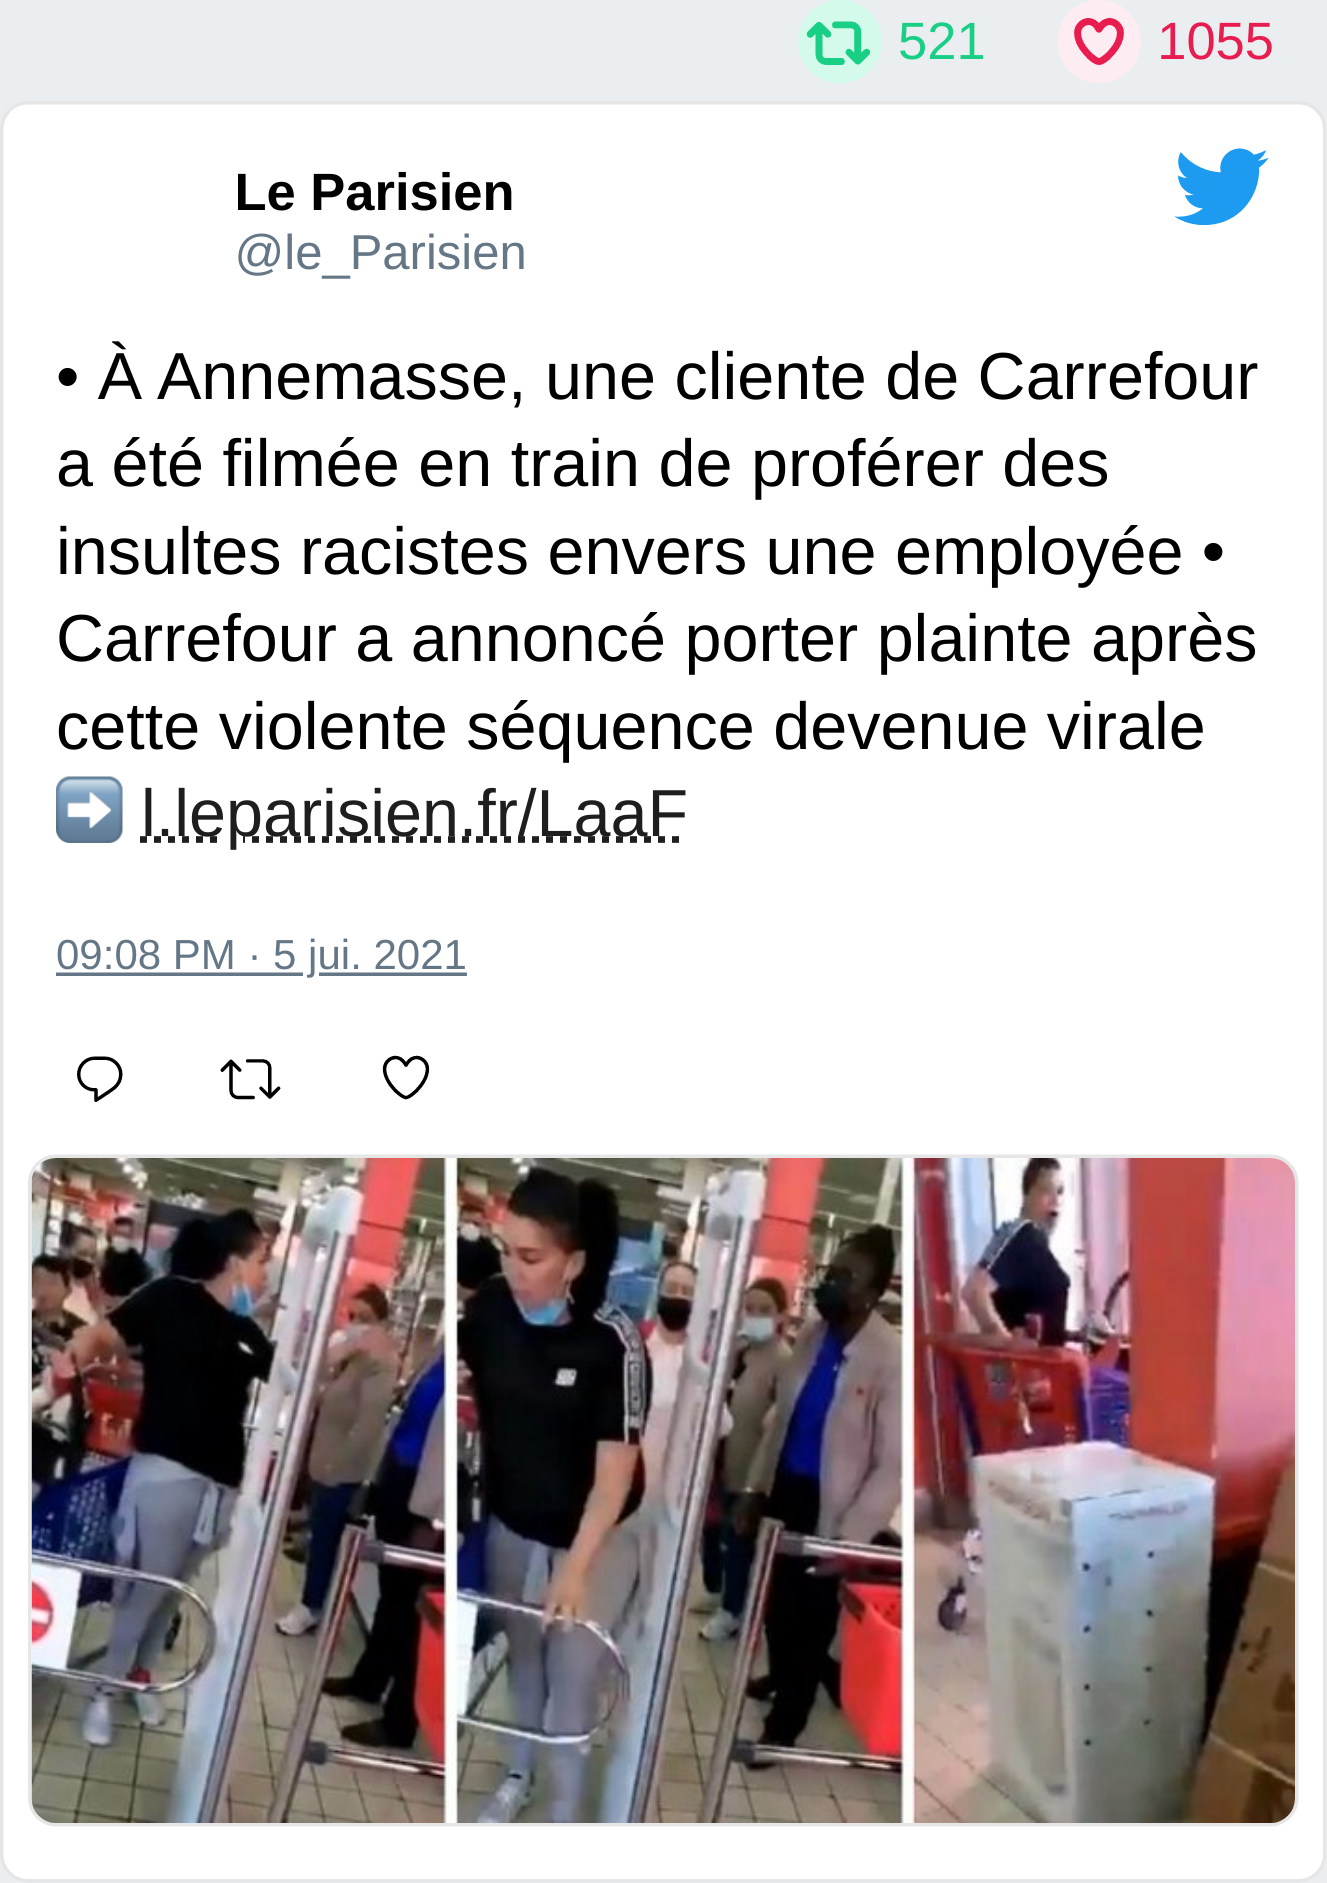 521 1055
Le Parisien
@le_Parisien
• À Annemasse, une cliente de Carrefour
a été filmée en train de proférer des
insultes racistes envers une employée •
Carrefour a annoncé porter plainte après
cette violente séquence devenue virale
➡️ l.leparisien.fr/LaaF
09:08 PM · 5 jui. 2021